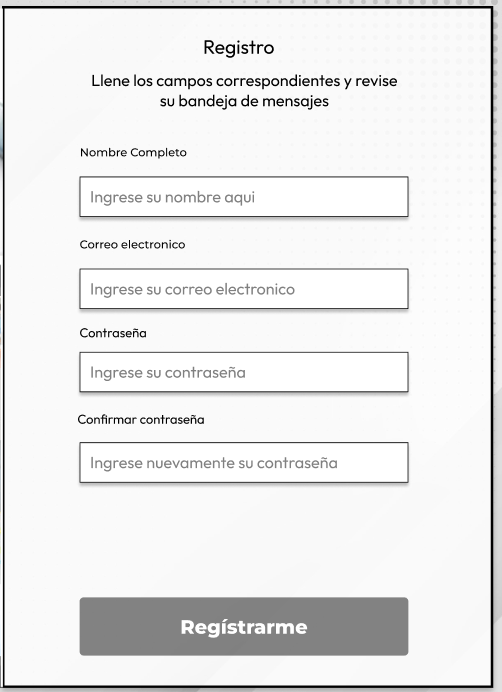 Registro
Llene los campos correspondientes y revise
su bandeja de mensajes
Nombre Completo
Ingrese su nombre aqui
Correo electronico
Ingrese su correo electronico
Contraseña
Ingrese su contraseña
Confirmar contraseña
Ingrese nuevamente su contraseña
Regístrarme